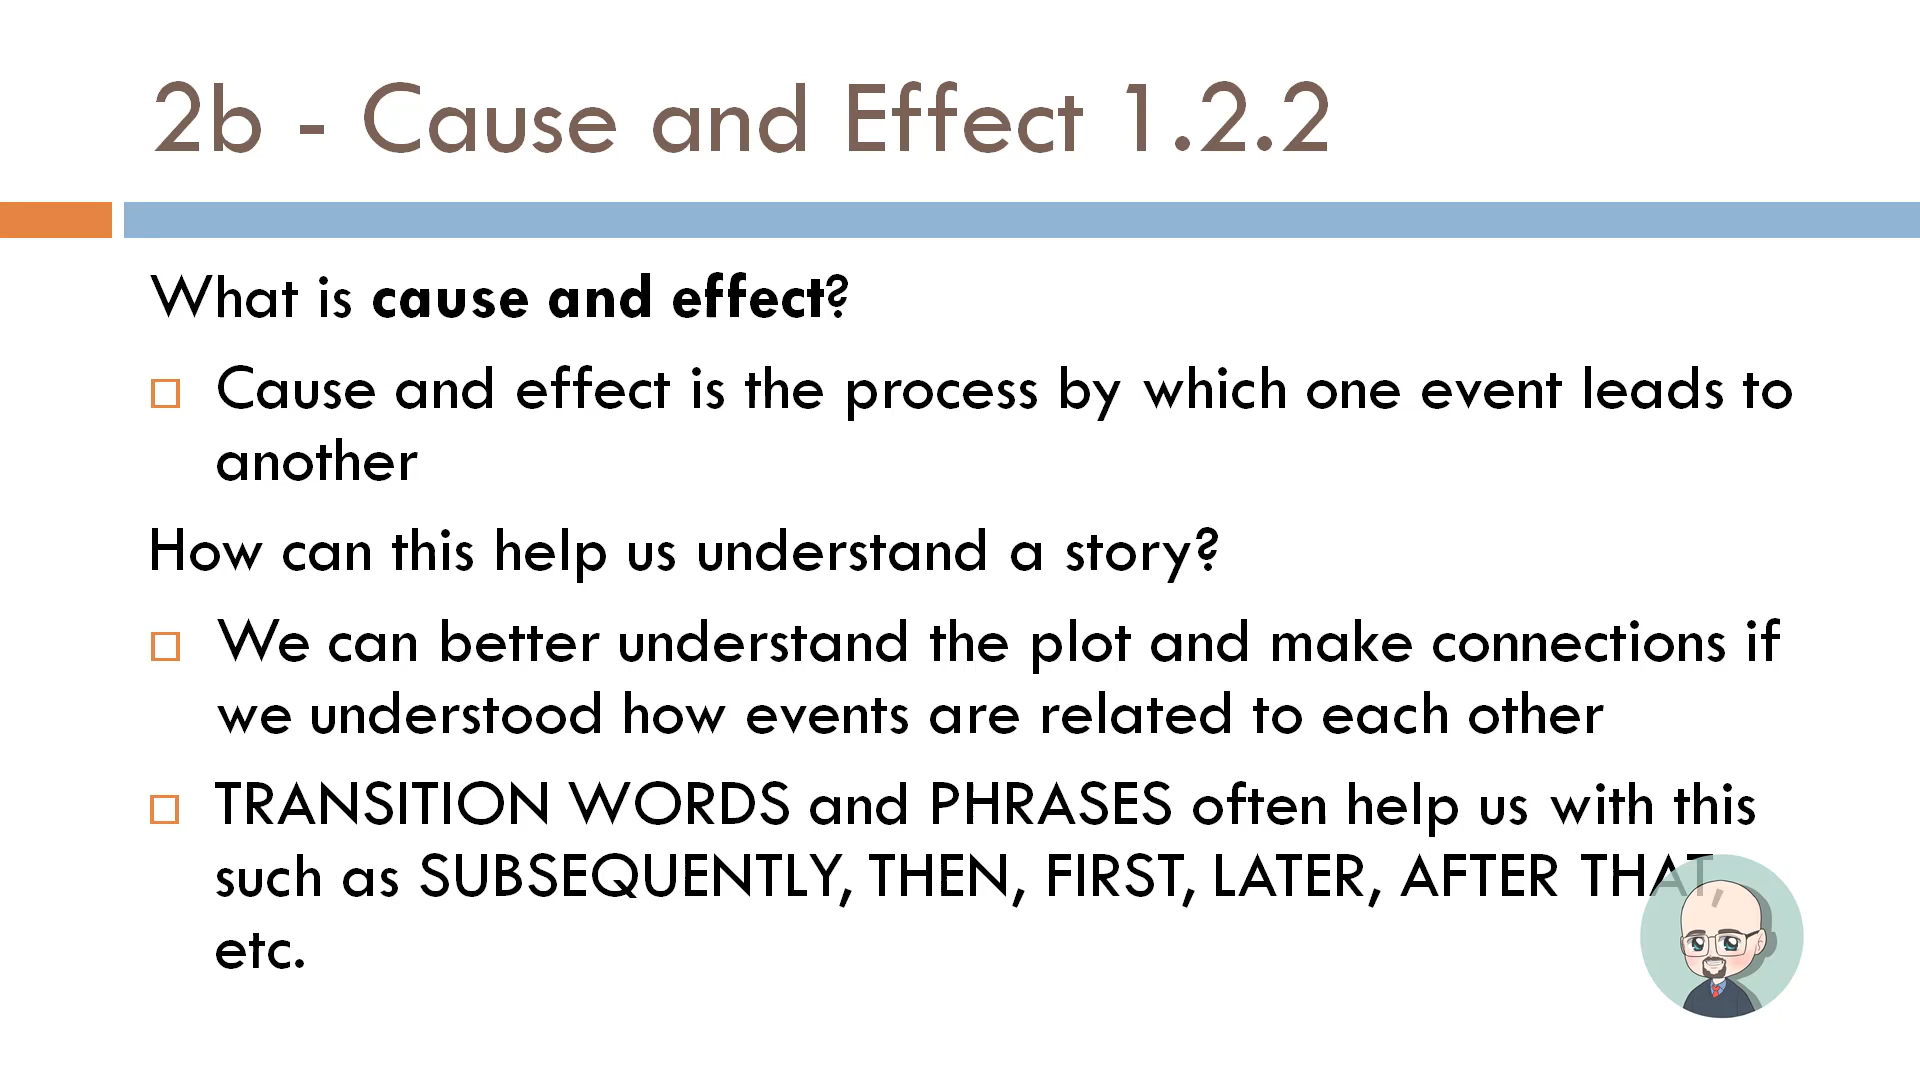 2b - Cause and Effect 1.2.2
What is cause and effect?
Cause and effect is the process by which one event leads to
another
How can this help us understand a story?
We can better understand the plot and make connections if
we understood how events are related to each other
TRANSITION WORDS and PHRASES often help us with this
such as SUBSEQUENTLY, THEN, FIRST, LATER, AFTER THAT,
etc.